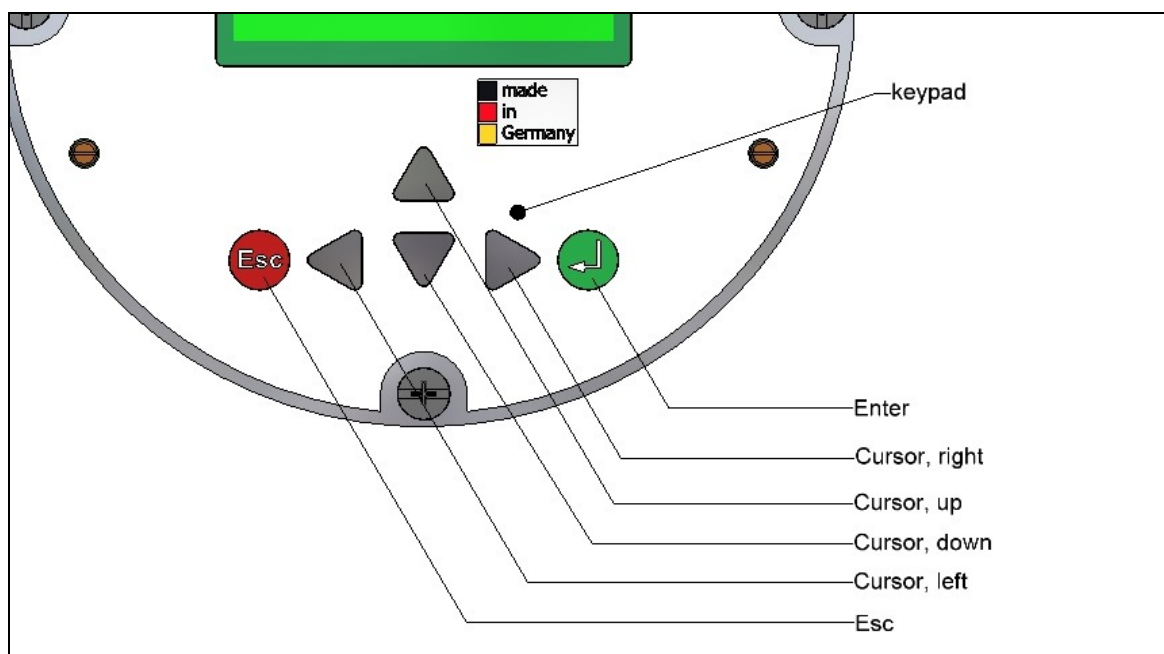 made
in
Germany
keypad
Esc
Enter
Cursor, right
Cursor, up
Cursor, down
Cursor, left
Esc